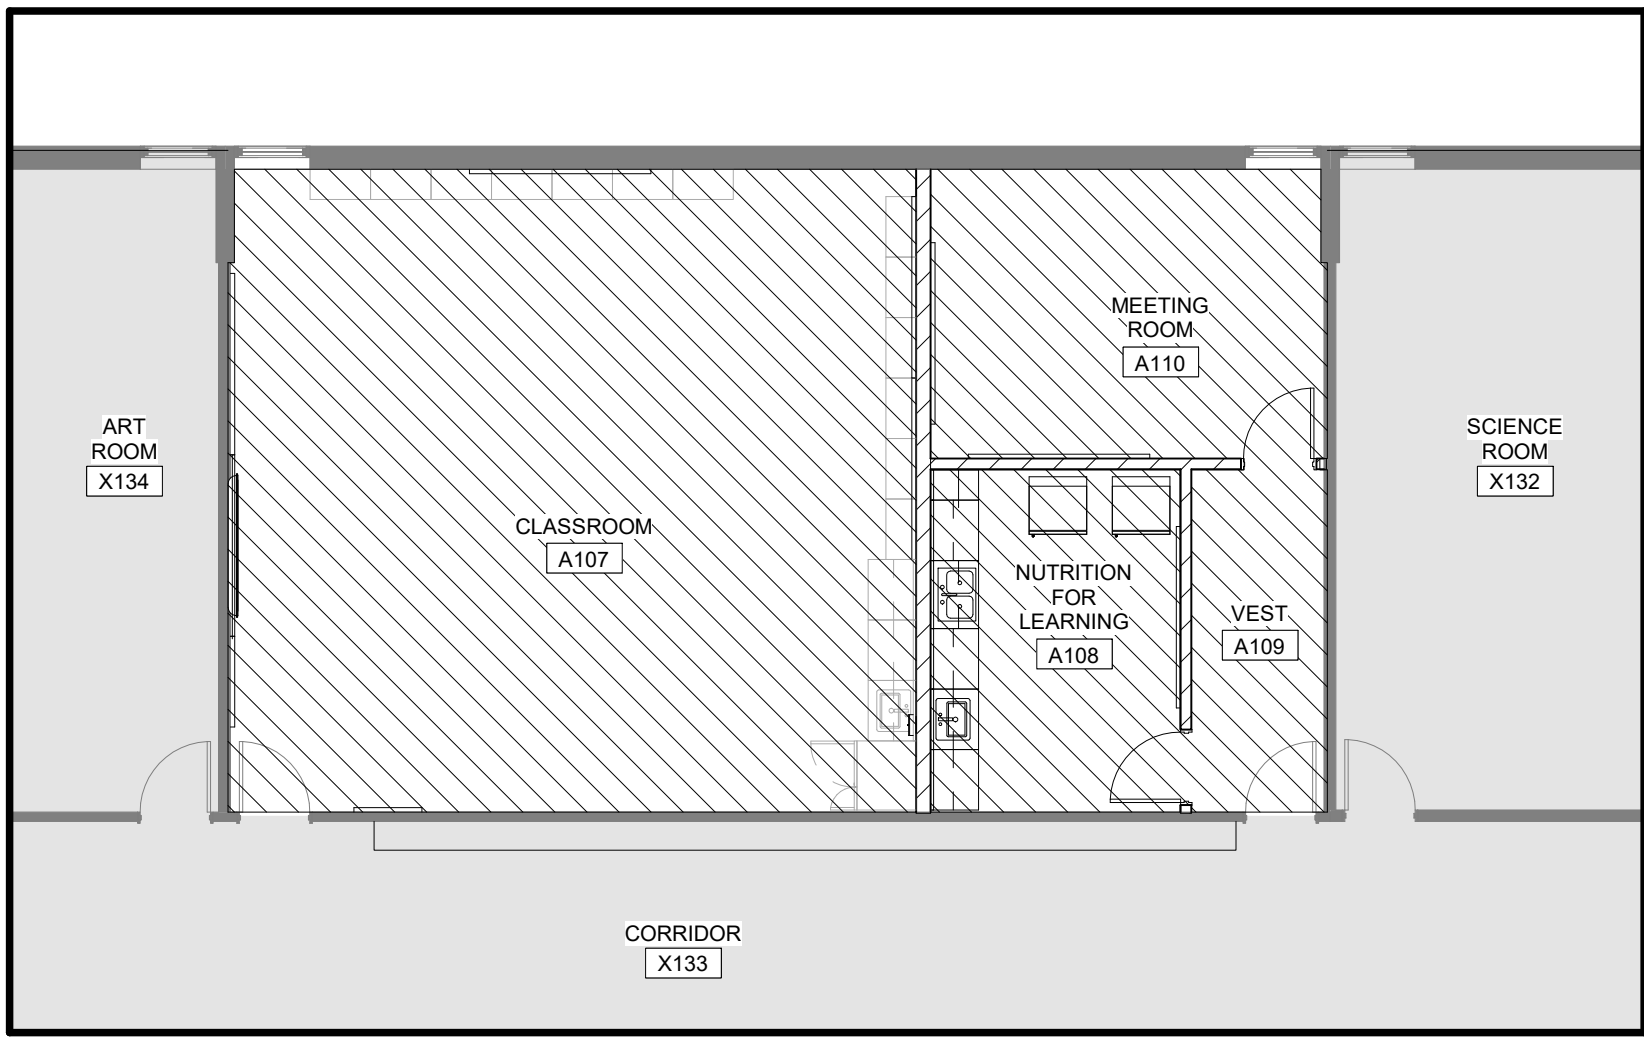 MEETING
ROOM
A110
ART
ROOM
X134
SCIENCE
ROOM
X132
CLASSROOM
A107
NUTRITION
FOR
LEARNING
A108
VEST
A109
CORRIDOR
X133